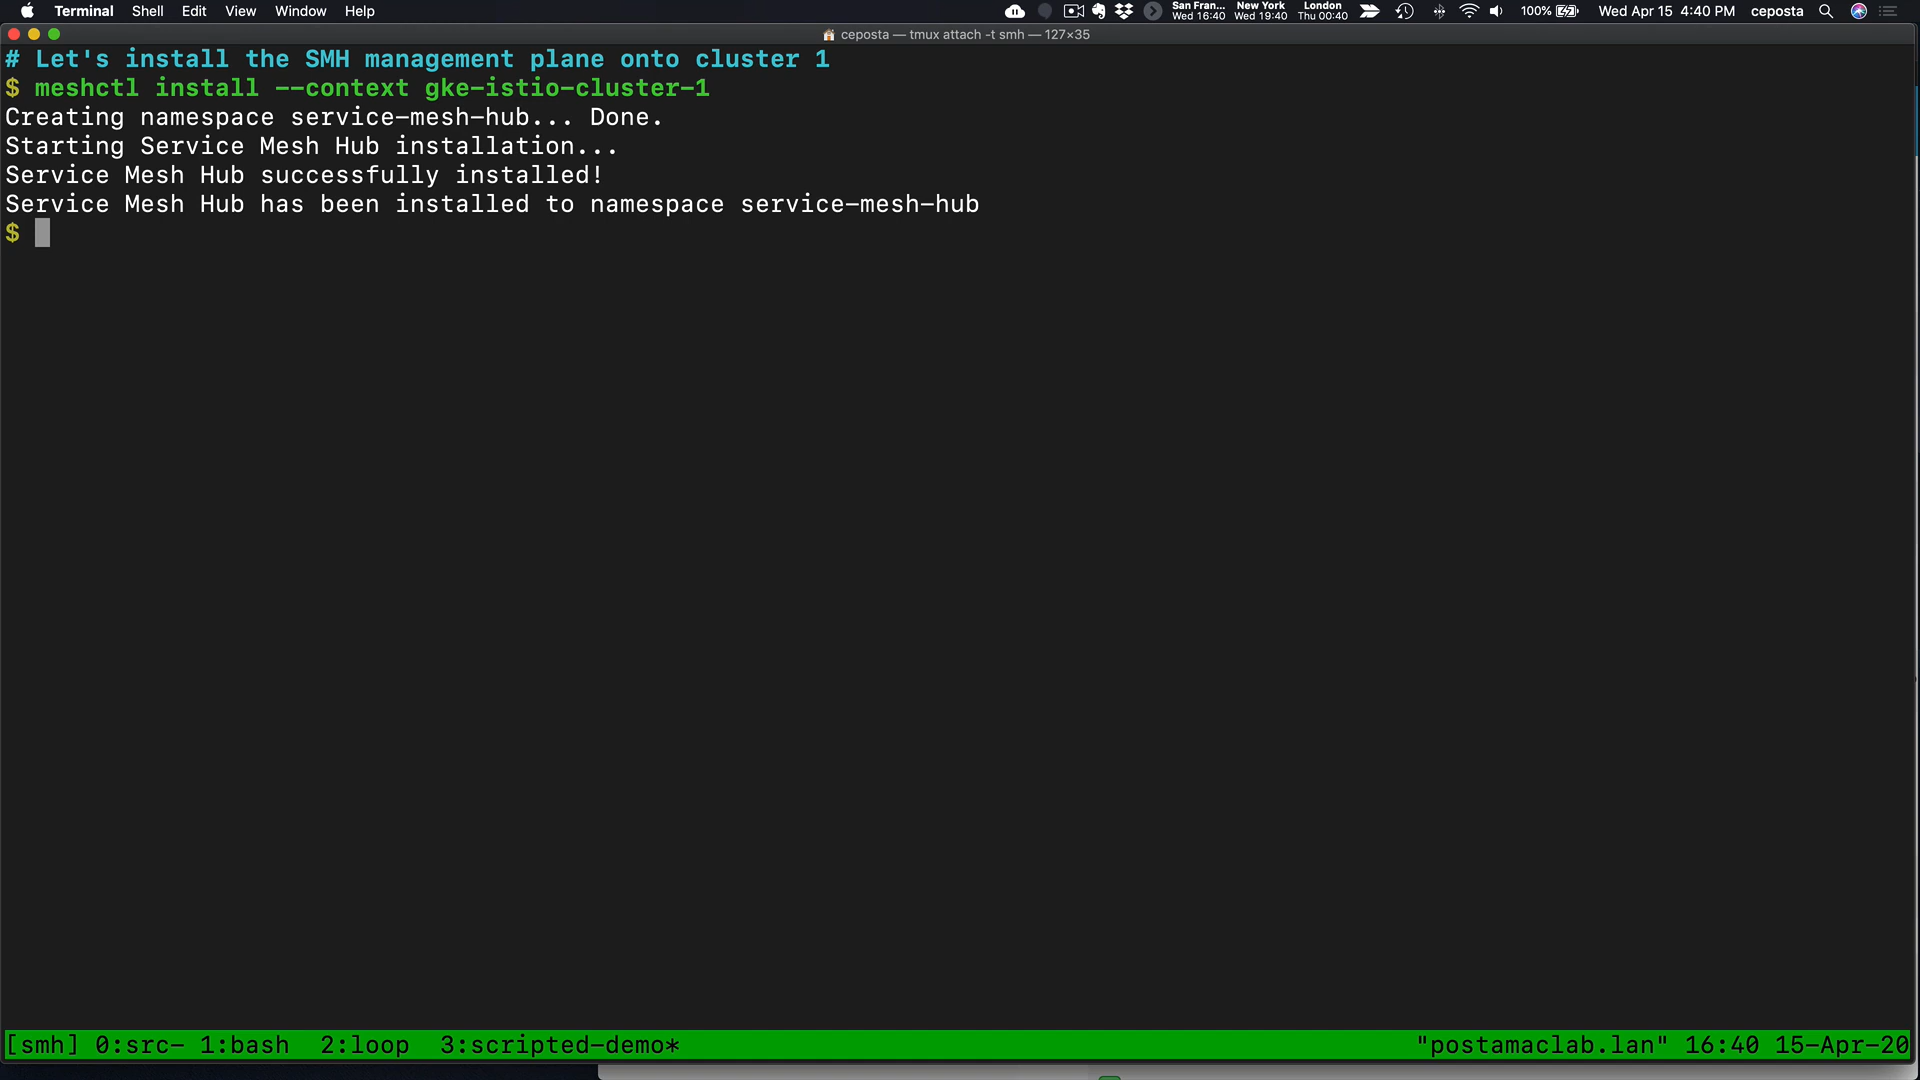 Terminal Shell Edit View Window Help San Fran... Wed 16:40 New York Wed 19:40 London Thu 00:40 100% Wed Apr 15 4:40 PM ceposta
ceposta — tmux attach -t smh — 127×35
# Let's install the SMH management plane onto cluster 1
$ meshctl install --context gke-istio-cluster-1
Creating namespace service-mesh-hub... Done.
Starting Service Mesh Hub installation...
Service Mesh Hub successfully installed!
Service Mesh Hub has been installed to namespace service-mesh-hub
$
[smh] 0:src- 1:bash 2:loop 3:scripted-demo* "postamaclab.lan" 16:40 15-Apr-20